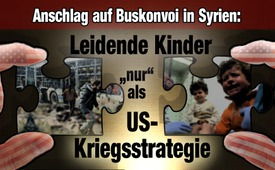 Anschlag auf Buskonvoi in Syrien:
Leidende Kinder
„nur“
als
US-
Kriegsstrategie